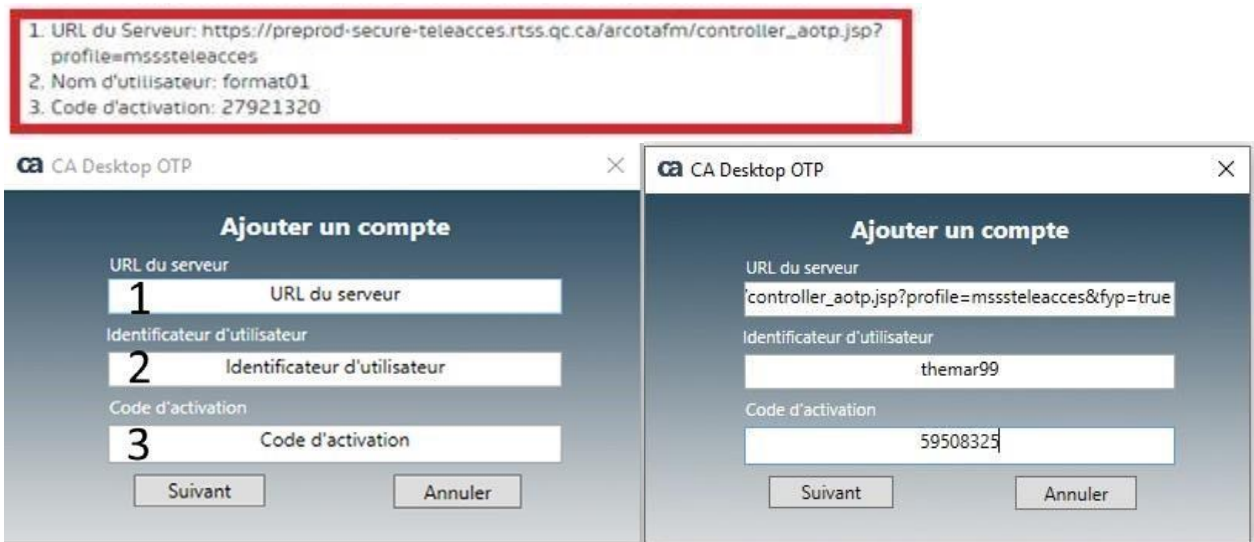 1. URL du Serveur: https://preprod-secure-teleacces.rtss.qc.ca/arcotafm/controller_aotp.jsp?
profile=msssteleacces
2. Nom d'utilisateur: format01
3. Code d'activation: 27921320
ca CA Desktop OTP
Ajouter un compte
URL du serveur
1 URL du serveur
Identificateur d'utilisateur
2 Identificateur d'utilisateur
Code d'activation
3 Code d'activation
Suivant Annuler
ca CA Desktop OTP
Ajouter un compte
URL du serveur
'controller_aotp.jsp?profile=msssteleacces&fyp=true
Identificateur d'utilisateur
themar99
Code d'activation
59508325
Suivant Annuler